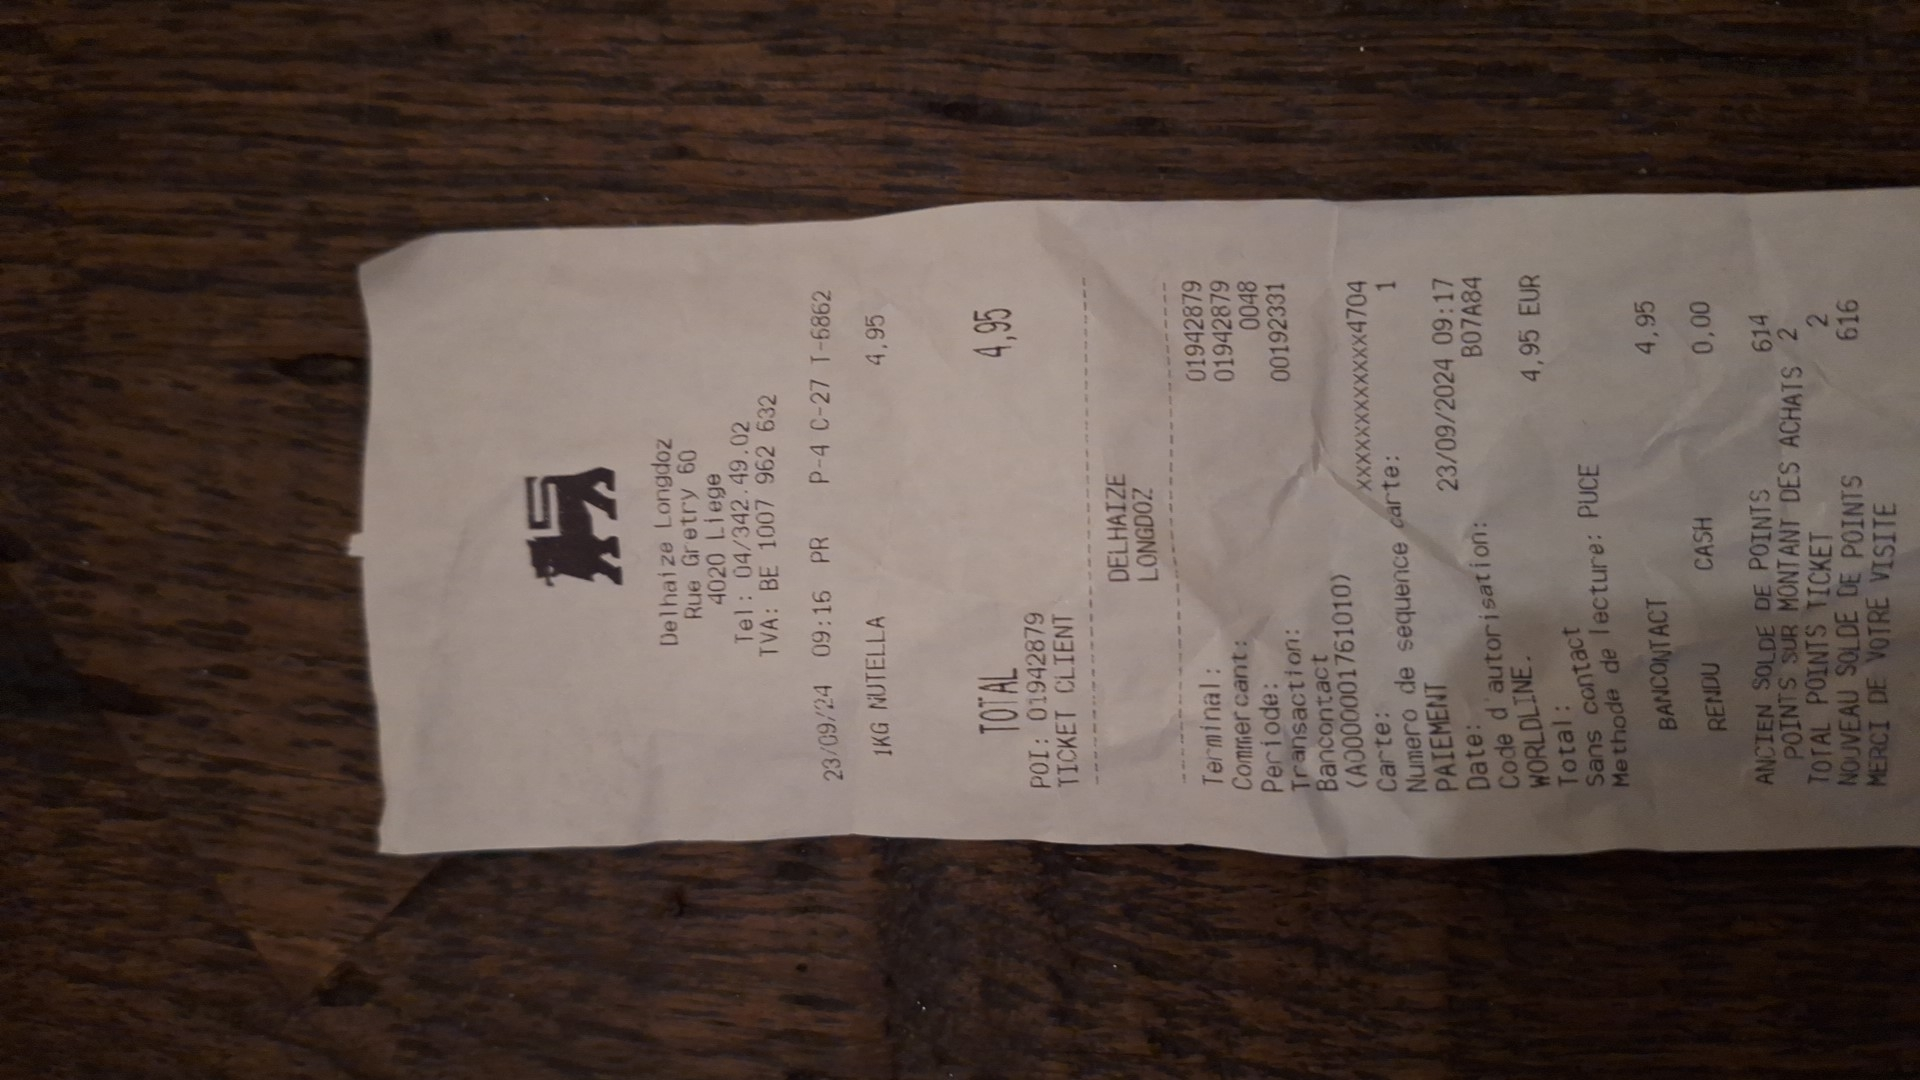 Delhaize Longdoz
Rue Gretry 60
4020 Liege
Tel: 04/342.49.02
TVA: BE 1007 962 632
23/09/24 09:16 PR P-4 C-27 T-6862
1KG NUTELLA 4,95
TOTAL 4,95
POI: 01942879
TICKET CLIENT
--------------------------------
DELHAIZE
LONGDOZ
--------------------------------
Terminal: 01942879
Commercant: 01942879
Periode: 0048
Transaction: 00192331
Bancontact
(A0000001761010)
Carte: xxxxxxxxxxxxx4704
Numero de sequence carte: 1
PAIEMENT
Date: 23/09/2024 09:17
Code d'autorisation: B07A84
WORLDLINE.
Total: 4,95 EUR
Sans contact
Methode de lecture: PUCE
BANCONTACT 4,95
RENDU CASH 0,00
ANCIEN SOLDE DE POINTS 614
POINTS SUR MONTANT DES ACHATS 2
TOTAL POINTS TICKET 2
NOUVEAU SOLDE DE POINTS 616
MERCI DE VOTRE VISITE